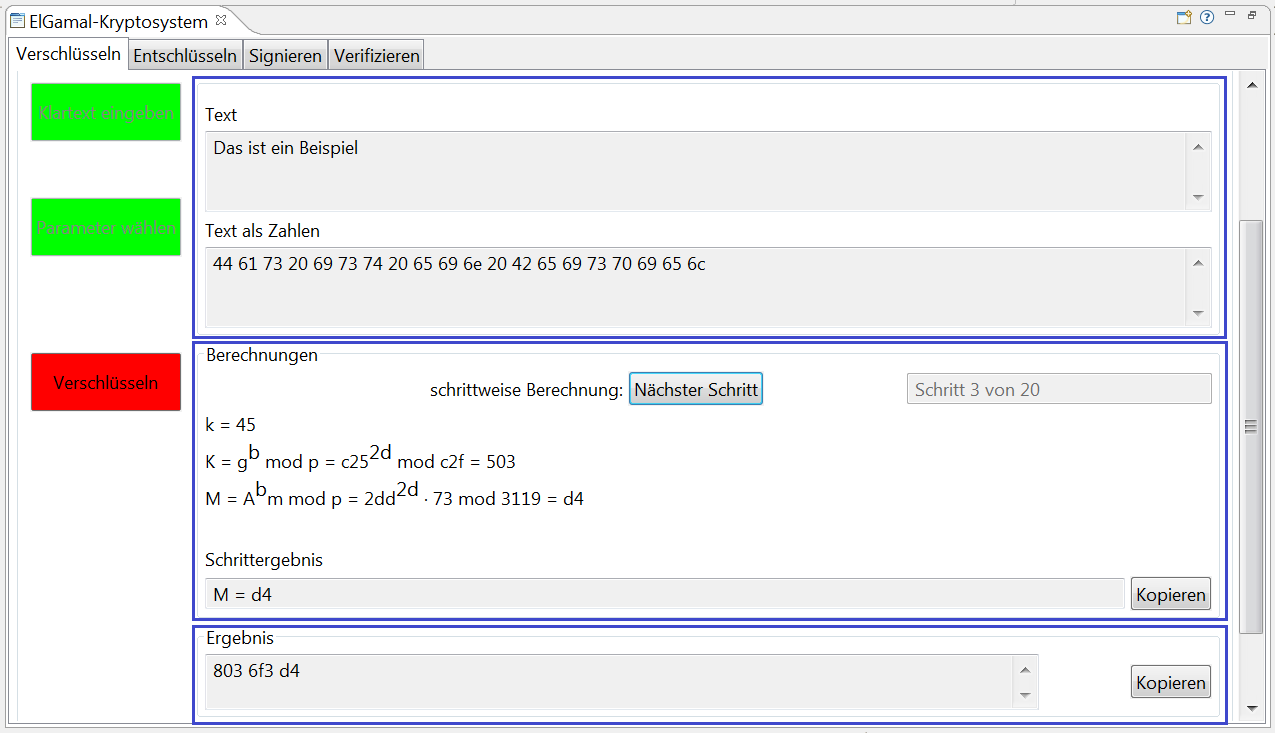 ElGamal-Kryptosystem
Verschlüsseln Entschlüsseln Signieren Verifizieren
Klartext eingeben
Text
Das ist ein Beispiel
Parameter wählen
Text als Zahlen
44 61 73 20 69 73 74 20 65 69 6e 20 42 65 69 73 70 69 65 6c
Verschlüsseln
Berechnungen
schrittweise Berechnung: Nächster Schritt Schritt 3 von 20
k = 45
K = g^b mod p = c25^2d mod c2f = 503
M = A^b m mod p = 2dd^2d · 73 mod 3119 = d4
Schrittergebnis
M = d4 Kopieren
Ergebnis
803 6f3 d4 Kopieren